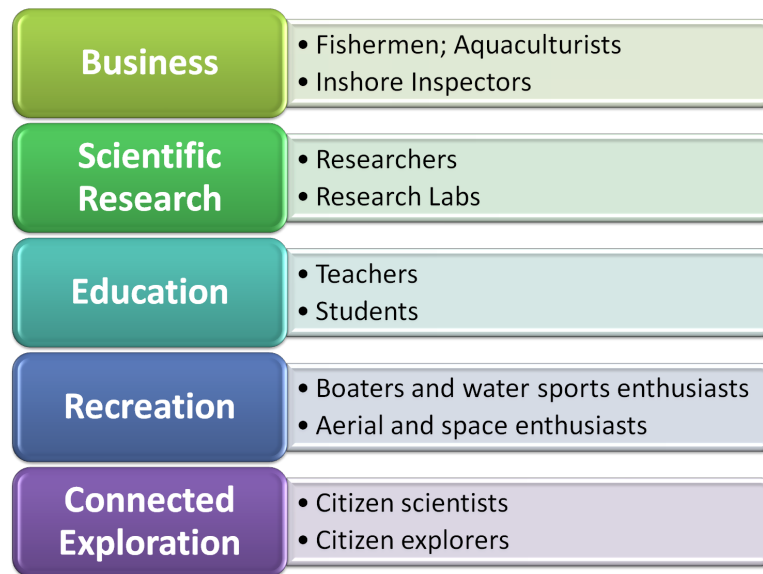 Business
• Fishermen; Aquaculturists
• Inshore Inspectors
Scientific
Research
• Researchers
• Research Labs
Education
• Teachers
• Students
Recreation
• Boaters and water sports enthusiasts
• Aerial and space enthusiasts
Connected
Exploration
• Citizen scientists
• Citizen explorers